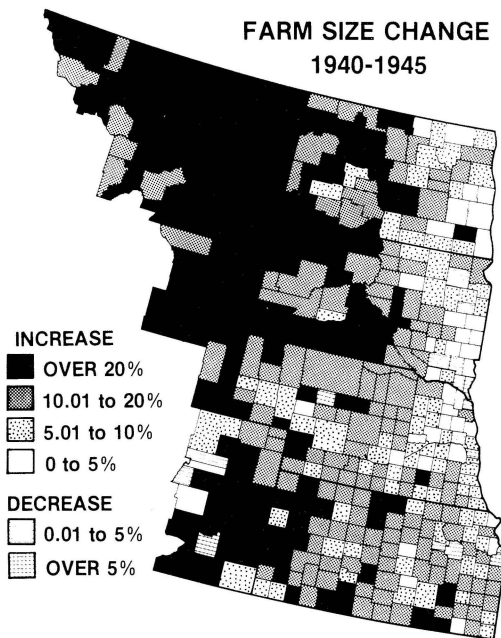 FARM SIZE CHANGE
1940-1945
INCREASE
OVER 20%
10.01 to 20%
5.01 to 10%
0 to 5%
DECREASE
0.01 to 5%
OVER 5%